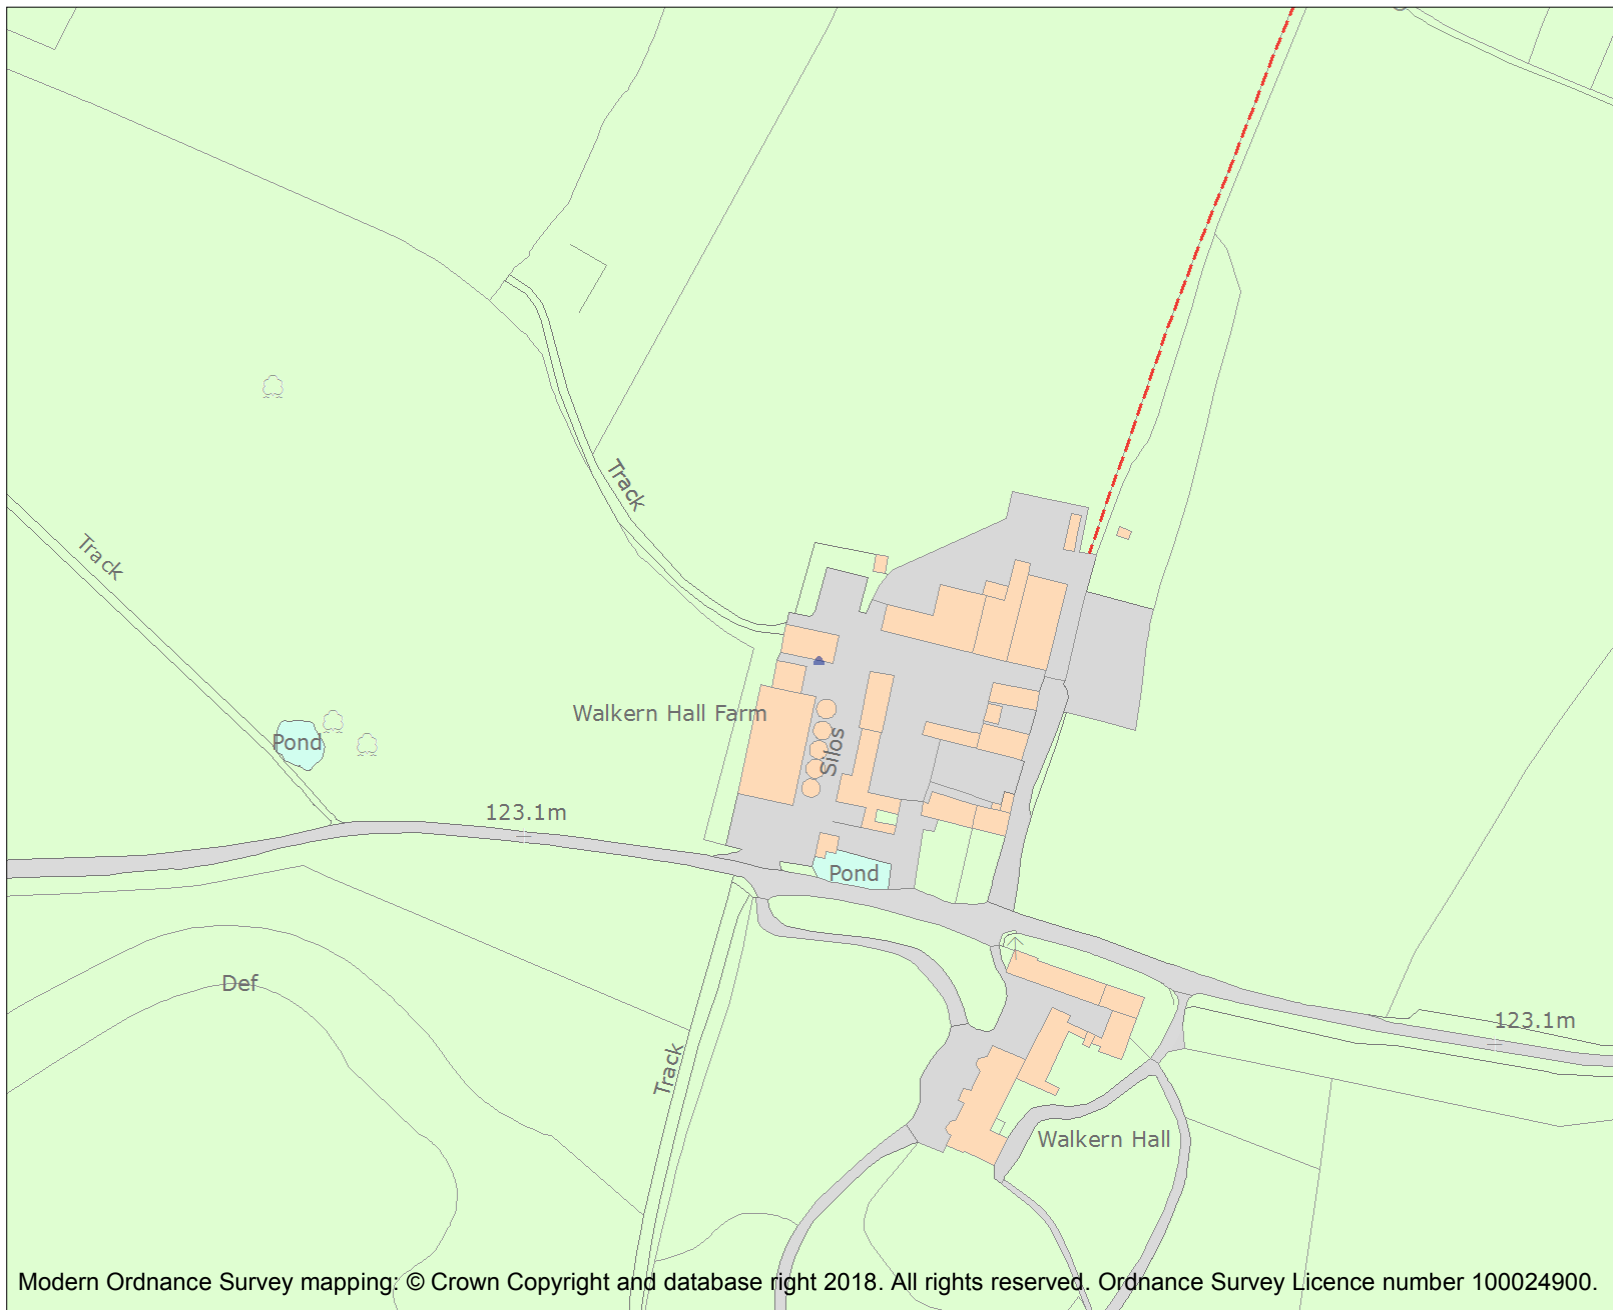 Track
Track
Walkern Hall Farm
Pond
Silos
123.1m
Pond
Def
123.1m
Track
Walkern Hall
Modern Ordnance Survey mapping: © Crown Copyright and database right 2018. All rights reserved. Ordnance Survey Licence number 100024900.